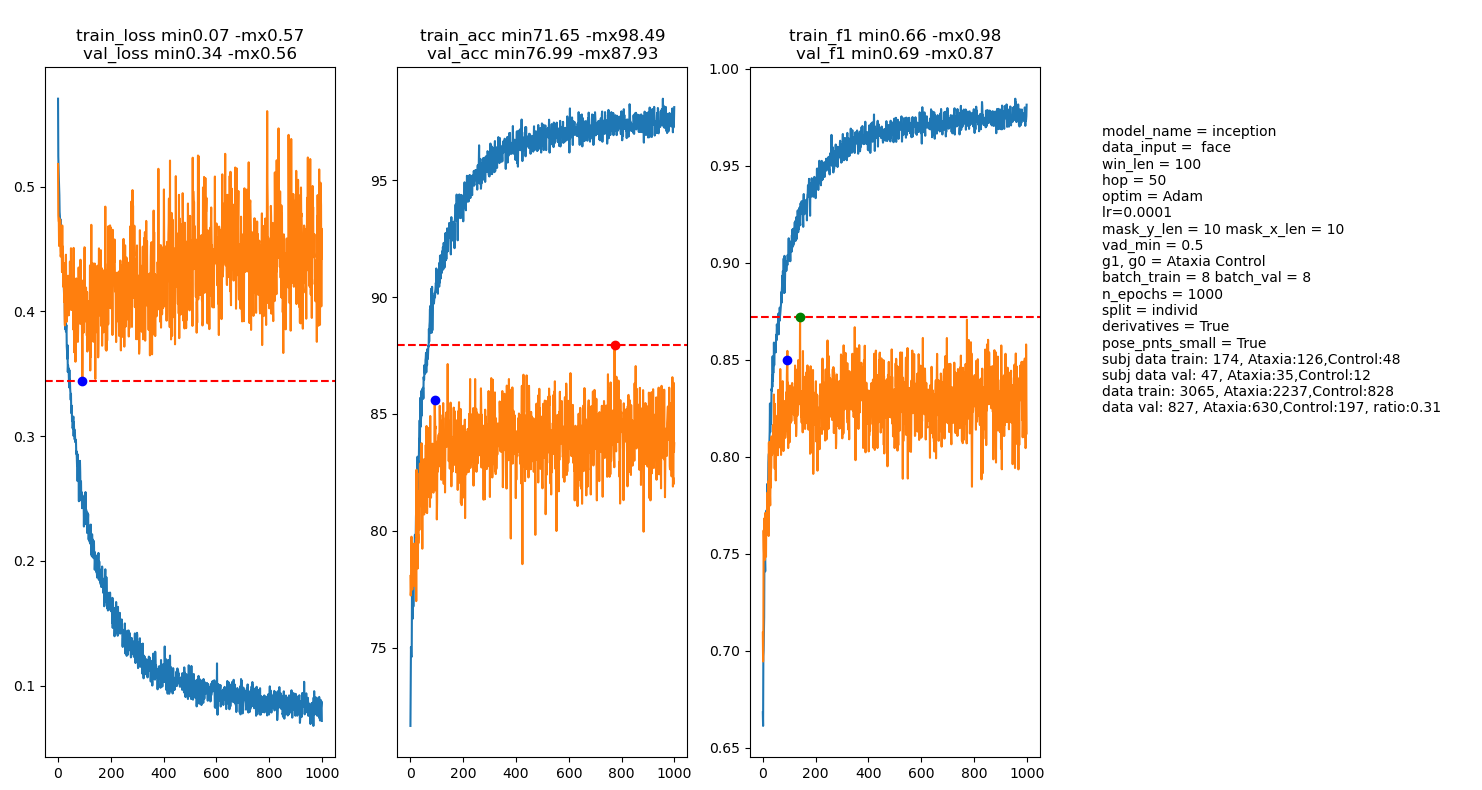 train_loss min0.07 -mx0.57
val_loss min0.34 -mx0.56
0.5
0.4
0.3
0.2
0.1
0 200 400 600 800 1000
train_acc min71.65 -mx98.49
val_acc min76.99 -mx87.93
95
90
85
80
75
0 200 400 600 800 1000
train_f1 min0.66 -mx0.98
val_f1 min0.69 -mx0.87
1.00
0.95
0.90
0.85
0.80
0.75
0.70
0.65
0 200 400 600 800 1000
model_name = inception
data_input =  face
win_len = 100
hop = 50
optim = Adam
lr=0.0001
mask_y_len = 10 mask_x_len = 10
vad_min = 0.5
g1, g0 = Ataxia Control
batch_train = 8 batch_val = 8
n_epochs = 1000
split = individ
derivatives = True
pose_pnts_small = True
subj data train: 174, Ataxia:126,Control:48
subj data val: 47, Ataxia:35,Control:12
data train: 3065, Ataxia:2237,Control:828
data val: 827, Ataxia:630,Control:197, ratio:0.31